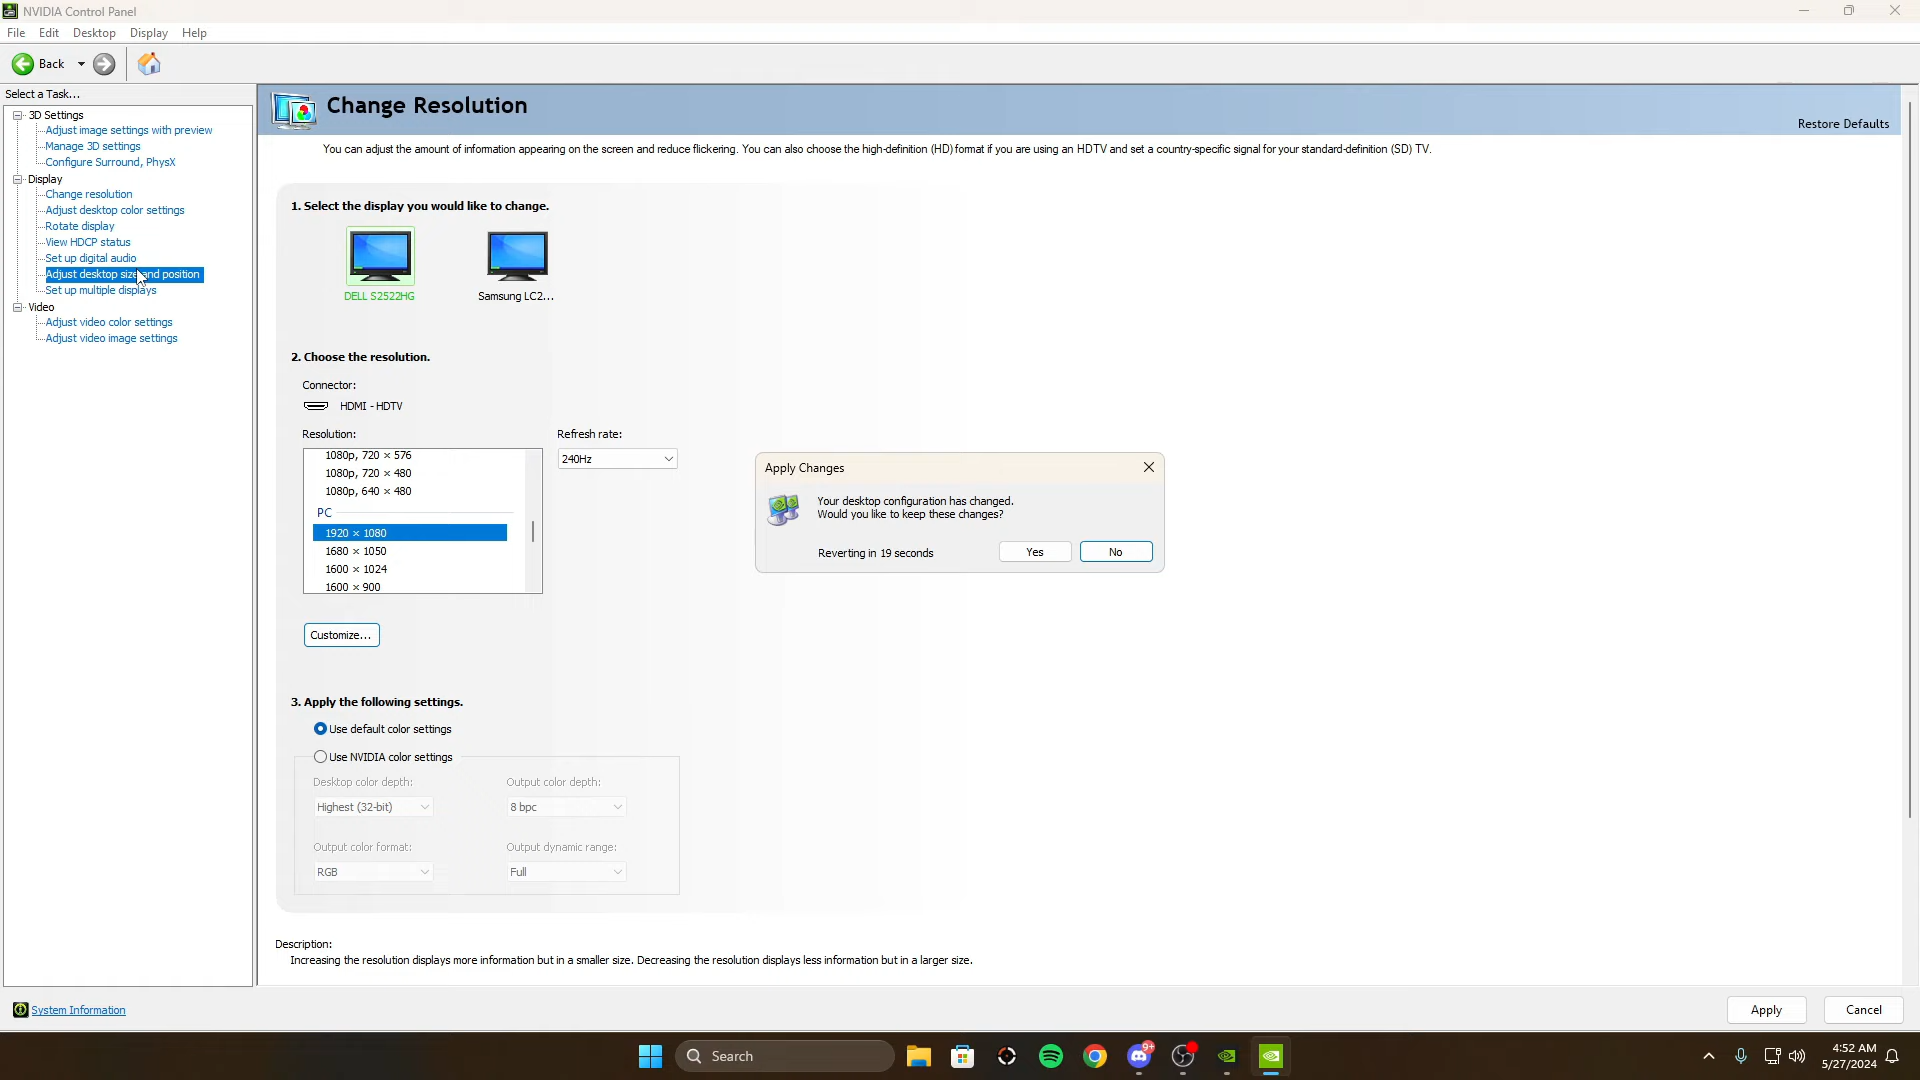 NVIDIA Control Panel
File Edit Desktop Display Help
Back
Select a Task...
3D Settings
Adjust image settings with preview
Manage 3D settings
Configure Surround, PhysX
Display
Change resolution
Adjust desktop color settings
Rotate display
View HDCP status
Set up digital audio
Adjust desktop size and position
Set up multiple displays
Video
Adjust video color settings
Adjust video image settings
System Information
Change Resolution
Restore Defaults
You can adjust the amount of information appearing on the screen and reduce flickering. You can also choose the high-definition (HD) format if you are using an HDTV and set a country-specific signal for your standard-definition (SD) TV.
1. Select the display you would like to change.
DELL S2522HG
Samsung LC2...
2. Choose the resolution.
Connector:
HDMI - HDTV
Resolution:
Refresh rate:
1080p, 720 × 576
240Hz
1080p, 720 × 480
1080p, 640 × 480
PC
1920 × 1080
1680 × 1050
1600 × 1024
1600 × 900
Customize...
Apply Changes
Your desktop configuration has changed.
Would you like to keep these changes?
Reverting in 19 seconds
Yes
No
3. Apply the following settings.
Use default color settings
Use NVIDIA color settings
Desktop color depth:
Output color depth:
Highest (32-bit)
8 bpc
Output color format:
Output dynamic range:
RGB
Full
Description:
Increasing the resolution displays more information but in a smaller size. Decreasing the resolution displays less information but in a larger size.
Apply
Cancel
Search
9+
4:52 AM
5/27/2024